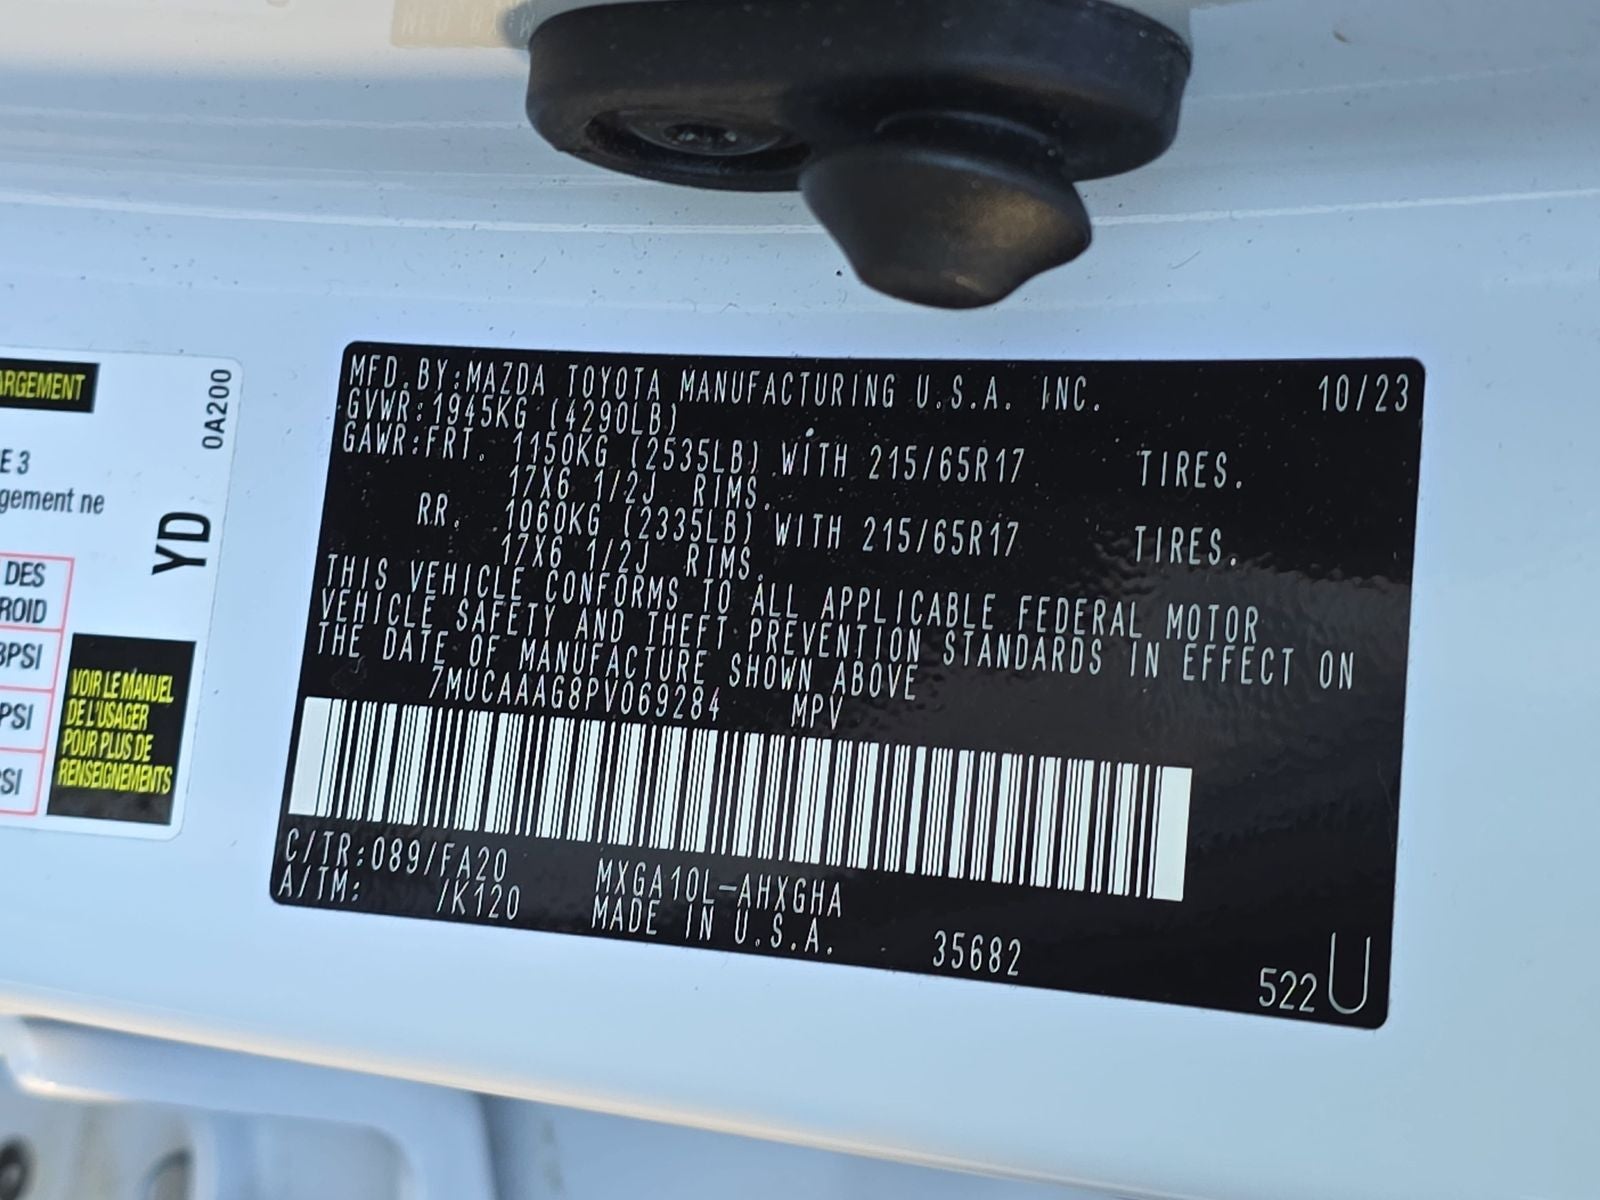 ARGEMENT
0A200
E 3
gement ne
YD
DES
ROID
PSI
PSI
PSI
VOIR LE MANUEL
DE L'USAGER
POUR PLUS DE
RENSEIGNEMENTS
MFD.BY:MAZDA TOYOTA MANUFACTURING U.S.A. INC. 10/23
GVWR:1945KG (4290LB)
GAWR:FRT. 1150KG (2535LB) WITH 215/65R17 TIRES.
17X6 1/2J RIMS.
RR. 1060KG (2335LB) WITH 215/65R17 TIRES.
17X6 1/2J RIMS.
THIS VEHICLE CONFORMS TO ALL APPLICABLE FEDERAL MOTOR
VEHICLE SAFETY AND THEFT PREVENTION STANDARDS IN EFFECT ON
THE DATE OF MANUFACTURE SHOWN ABOVE
7MUCAAAG8PV069284 MPV
C/TR:089/FA20 MXGA10L-AHXGHA
A/TM: /K120 MADE IN U.S.A. 35682
522 U